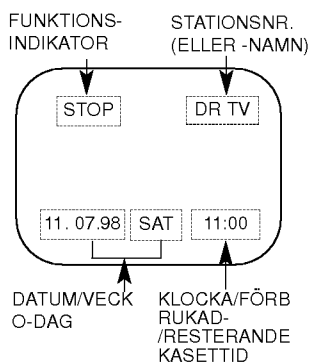 FUNKTIONS-
INDIKATOR
STATIONSNR.
(ELLER -NAMN)
STOP
DR TV
11. 07.98
SAT
11:00
DATUM/VECK
O-DAG
KLOCKA/FÖRB
RUKAD-
/RESTERANDE
KASETTID